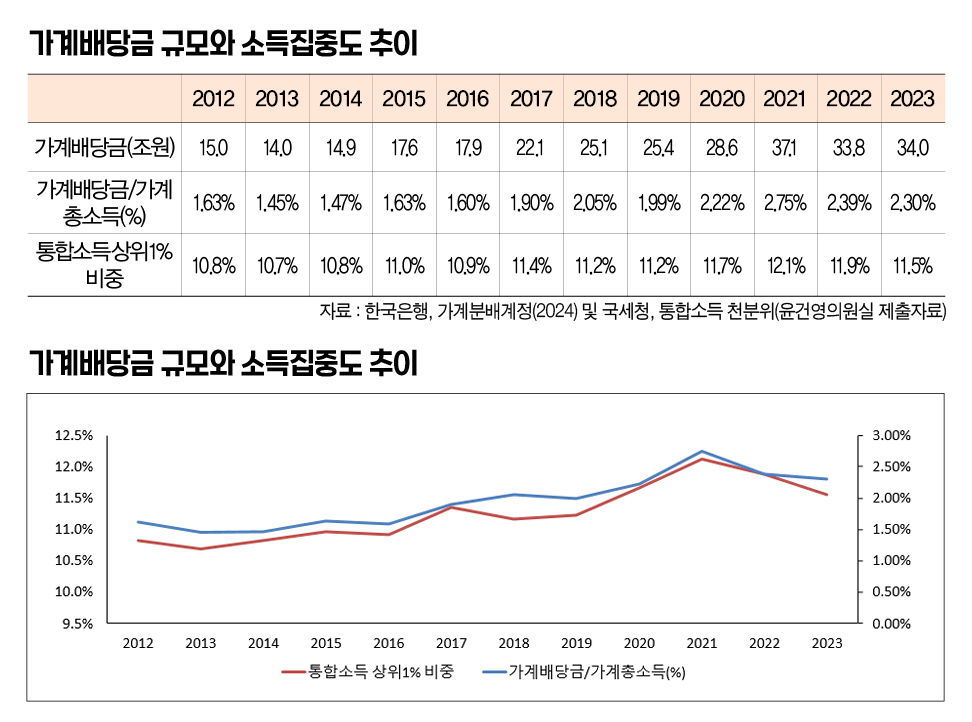 가계배당금 규모와 소득집중도 추이
2012 2013 2014 2015 2016 2017 2018 2019 2020 2021 2022 2023
가계배당금(조원) 15.0 14.0 14.9 17.6 17.9 22.1 25.1 25.4 28.6 37.1 33.8 34.0
가계배당금/가계
총소득(%) 1.63% 1.45% 1.47% 1.63% 1.60% 1.90% 2.05% 1.99% 2.22% 2.75% 2.39% 2.30%
통합소득 상위1%
비중 10.8% 10.7% 10.8% 11.0% 10.9% 11.4% 11.2% 11.2% 11.7% 12.1% 11.9% 11.5%
자료 : 한국은행, 가계분배계정(2024) 및 국세청, 통합소득 천분위(윤건영의원실 제출자료)
가계배당금 규모와 소득집중도 추이
12.5% 3.00%
12.0% 2.50%
11.5% 2.00%
11.0% 1.50%
10.5% 1.00%
10.0% 0.50%
9.5% 0.00%
2012 2013 2014 2015 2016 2017 2018 2019 2020 2021 2022 2023
통합소득 상위1% 비중 가계배당금/가계총소득(%)